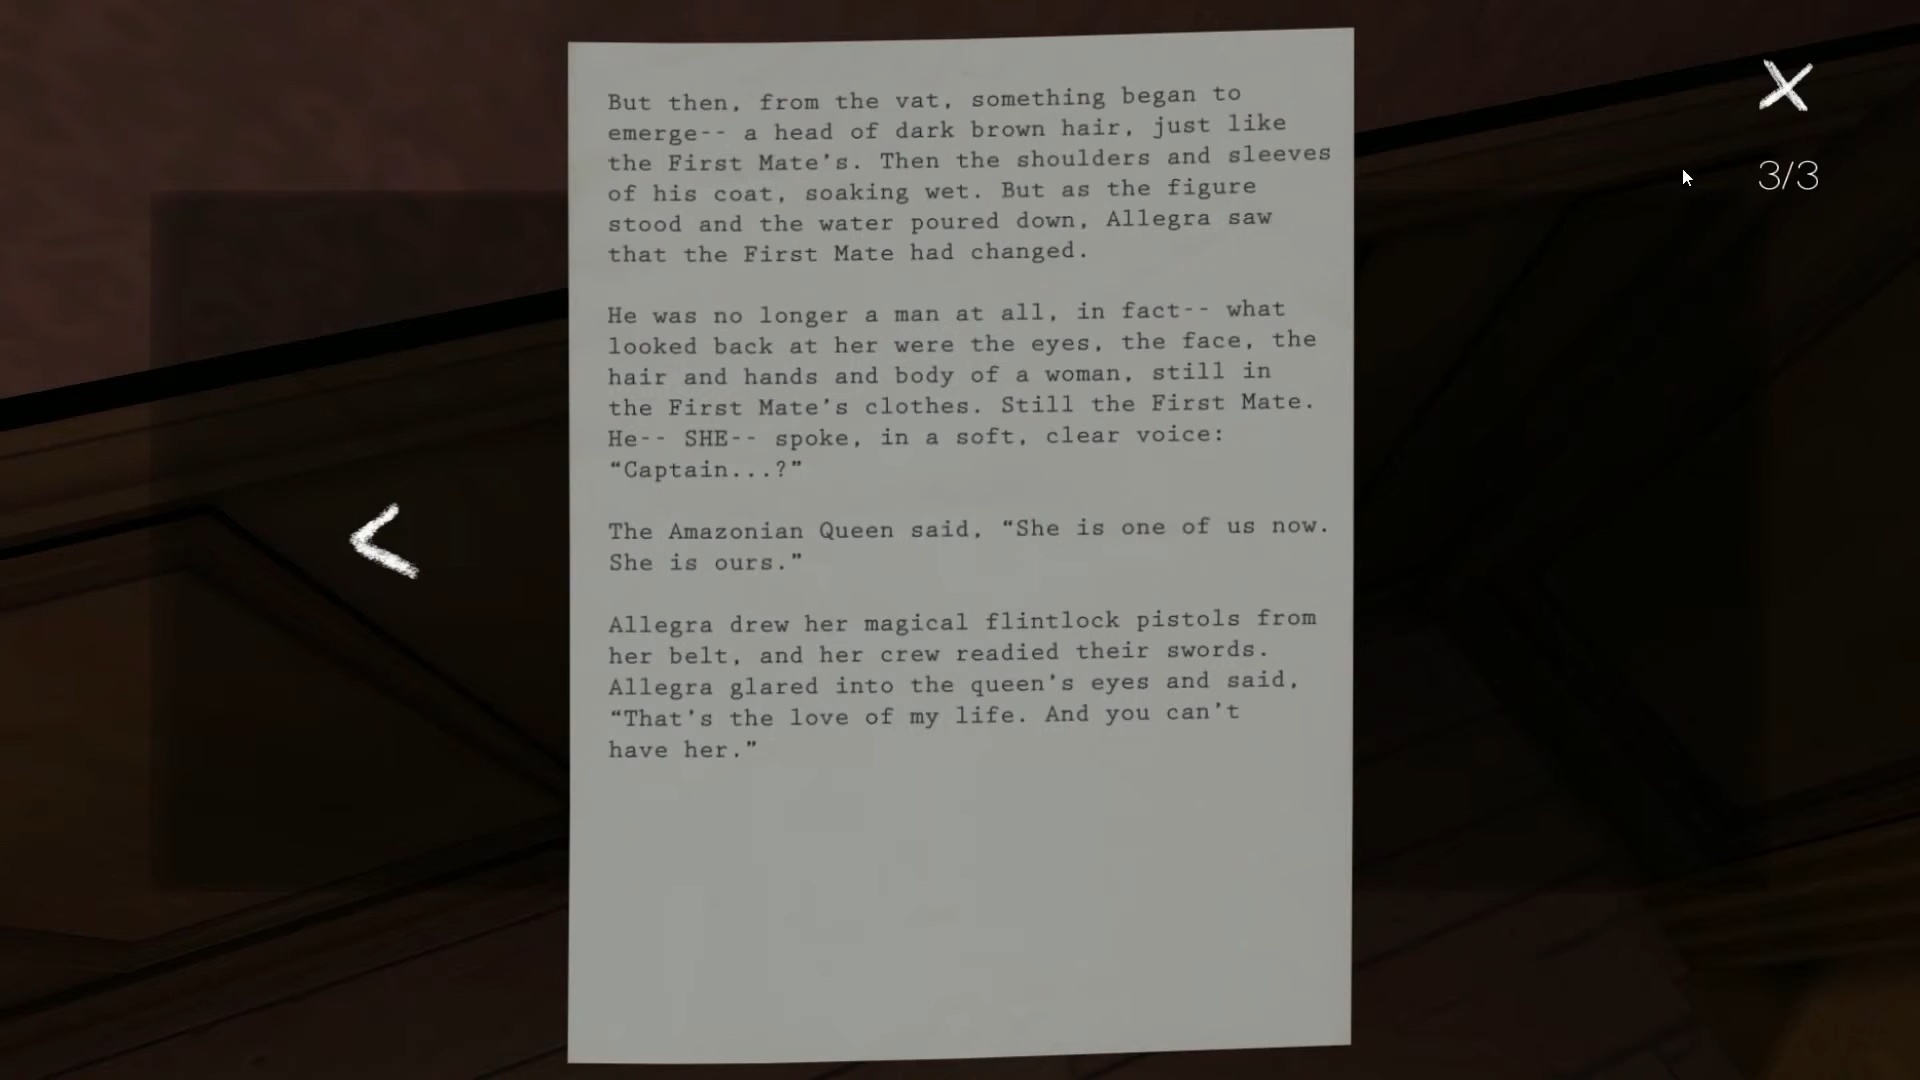 But then, from the vat, something began to
emerge-- a head of dark brown hair, just like
the First Mate's. Then the shoulders and sleeves
of his coat, soaking wet. But as the figure
stood and the water poured down, Allegra saw
that the First Mate had changed.
He was no longer a man at all, in fact-- what
looked back at her were the eyes, the face, the
hair and hands and body of a woman, still in
the First Mate's clothes. Still the First Mate.
He-- SHE-- spoke, in a soft, clear voice:
“Captain...?”
The Amazonian Queen said, “She is one of us now.
She is ours.”
Allegra drew her magical flintlock pistols from
her belt, and her crew readied their swords.
Allegra glared into the queen's eyes and said,
“That's the love of my life. And you can't
have her.”
3/3